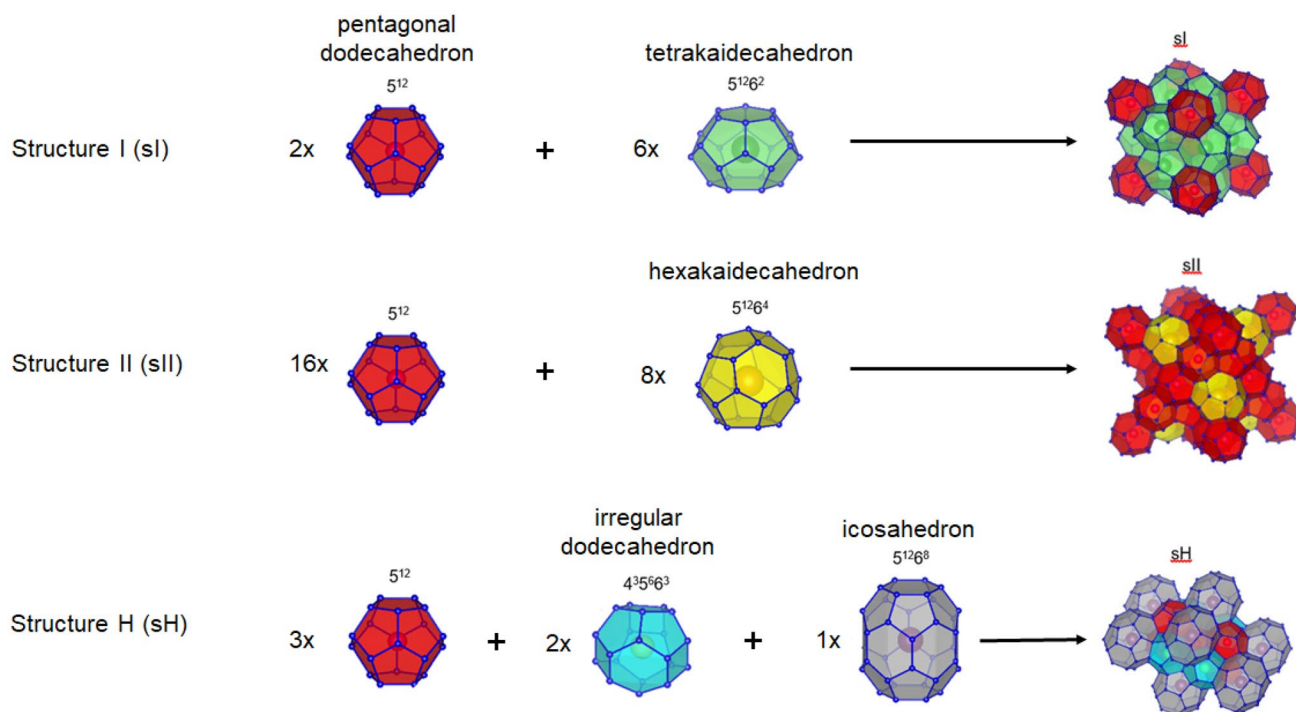 pentagonal
dodecahedron
5¹²
Structure I (sI)
2x
+
tetrakaidecahedron
5¹²6²
6x
sI
Structure II (sII)
5¹²
16x
+
hexakaidecahedron
5¹²6⁴
8x
sII
Structure H (sH)
5¹²
3x
+
irregular
dodecahedron
4³5⁶6³
2x
+
icosahedron
5¹²6⁸
1x
sH